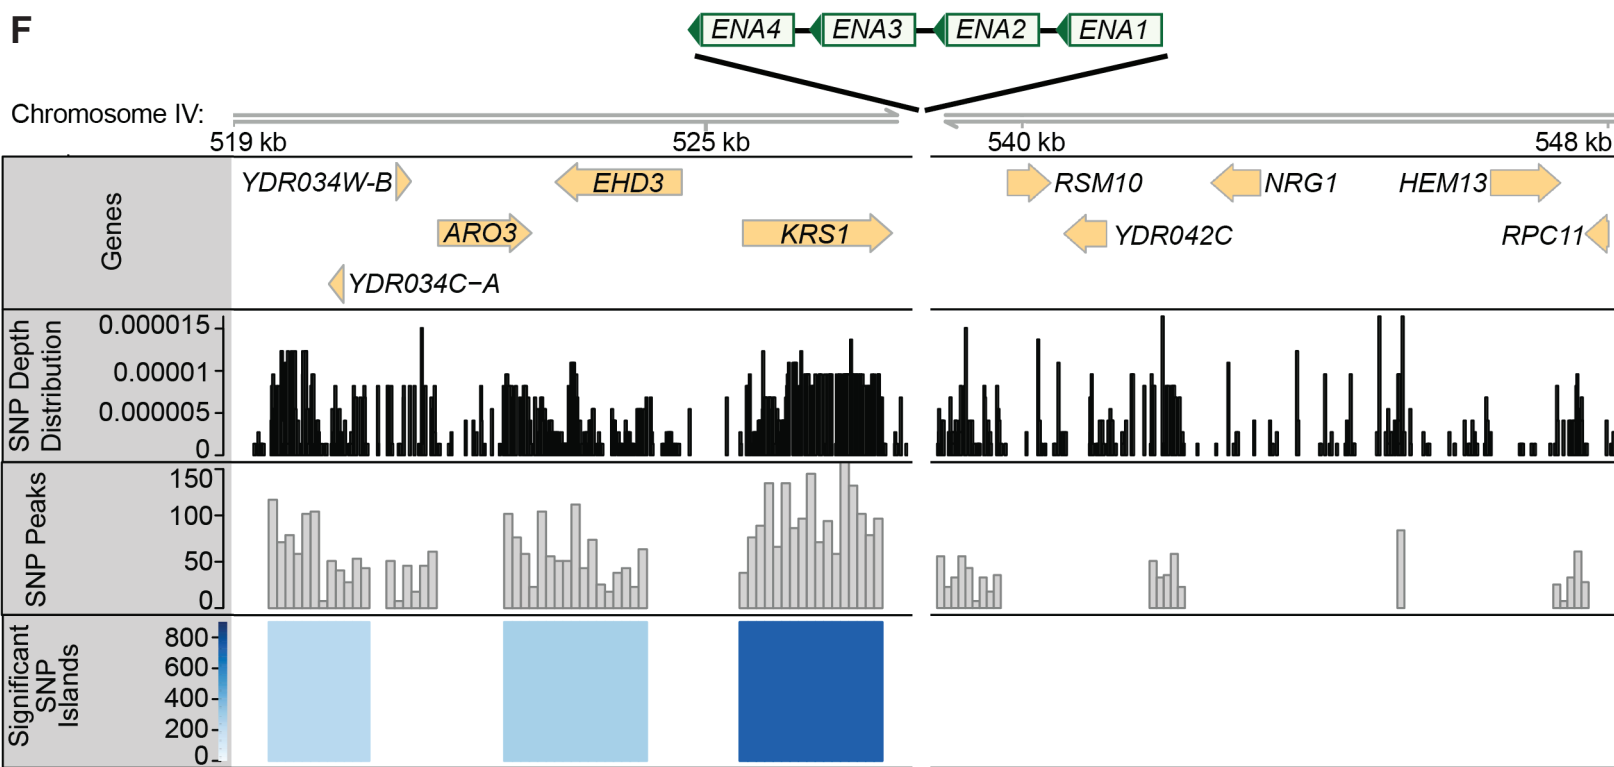 F
ENA4 ENA3 ENA2 ENA1
Chromosome IV:
519 kb 525 kb 540 kb 548 kb
Genes
YDR034W-B EHD3 RSM10 NRG1 HEM13
ARO3 KRS1 YDR042C RPC11
YDR034C−A
SNP Depth
Distribution
0.000015
0.00001
0.000005
0
SNP Peaks
150
100
50
0
Significant
SNP
Islands
800
600
400
200
0